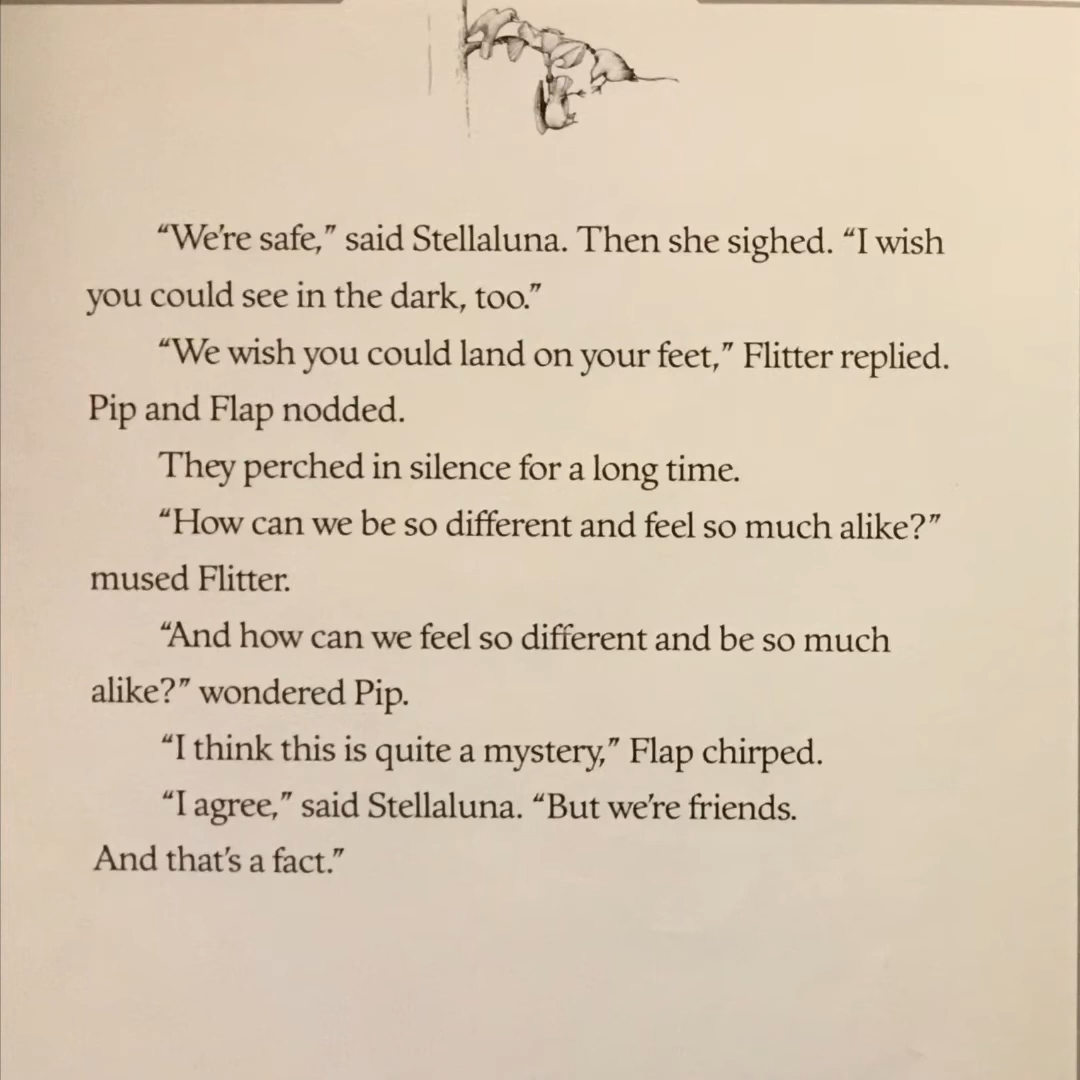 “We’re safe,” said Stellaluna. Then she sighed. “I wish
you could see in the dark, too.”
“We wish you could land on your feet,” Flitter replied.
Pip and Flap nodded.
They perched in silence for a long time.
“How can we be so different and feel so much alike?”
mused Flitter.
“And how can we feel so different and be so much
alike?” wondered Pip.
“I think this is quite a mystery,” Flap chirped.
“I agree,” said Stellaluna. “But we’re friends.
And that’s a fact.”